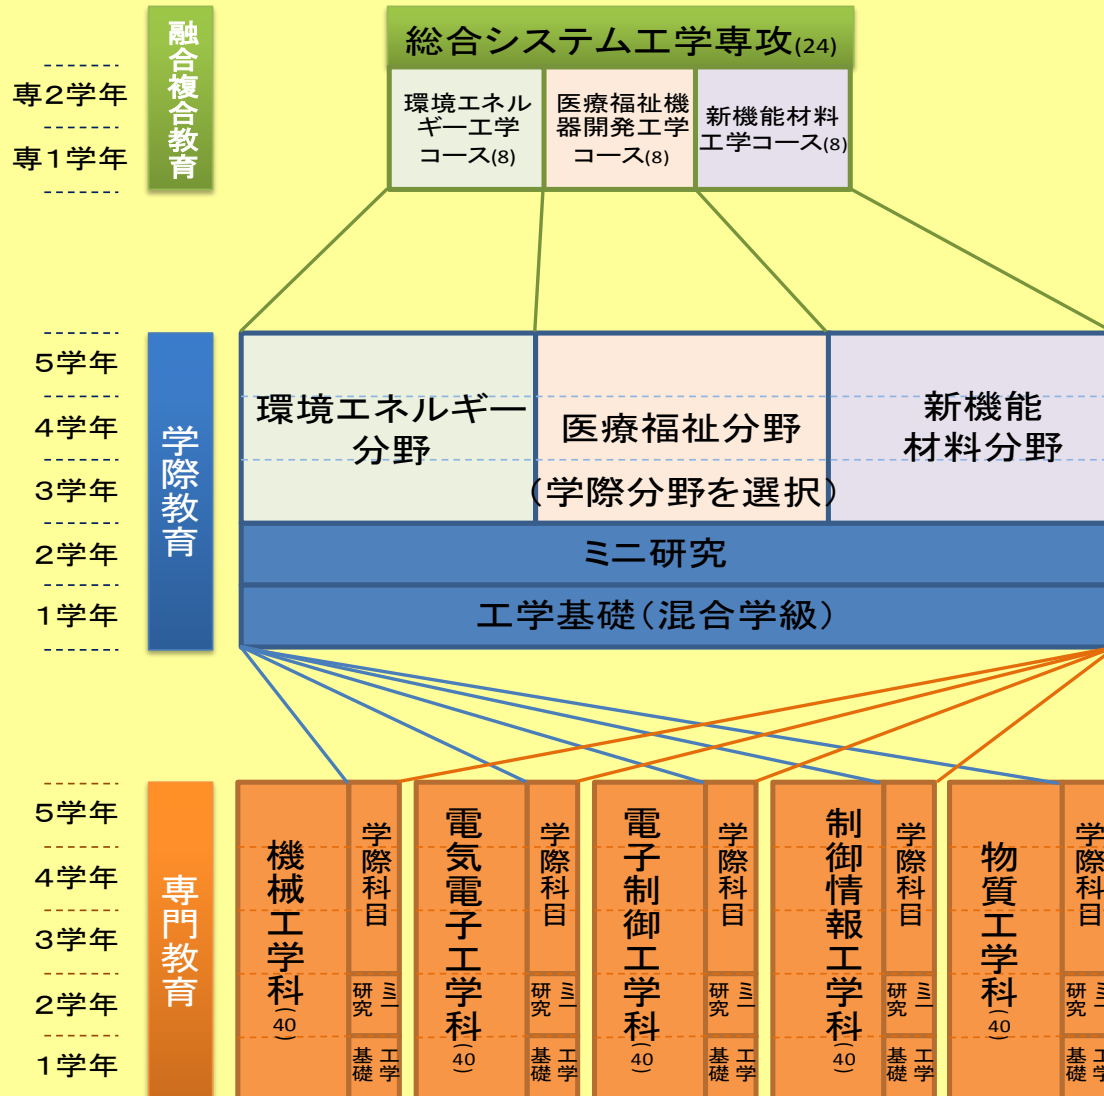 融合複合教育
総合システム工学専攻(24)
専2学年
専1学年
環境エネル
ギー工学
コース(8)
医療福祉機
器開発工学
コース(8)
新機能材料
工学コース(8)
学際教育
5学年
4学年
3学年
2学年
1学年
環境エネルギー
分野
医療福祉分野
新機能
材料分野
(学際分野を選択)
ミニ研究
工学基礎(混合学級)
専門教育
5学年
4学年
3学年
2学年
1学年
機械工学科(40)
学際科目
ミニ
研究
工学
基礎
電気電子工学科(40)
学際科目
ミニ
研究
工学
基礎
電子制御工学科(40)
学際科目
ミニ
研究
工学
基礎
制御情報工学科(40)
学際科目
ミニ
研究
工学
基礎
物質工学科(40)
学際科目
ミニ
研究
工学
基礎